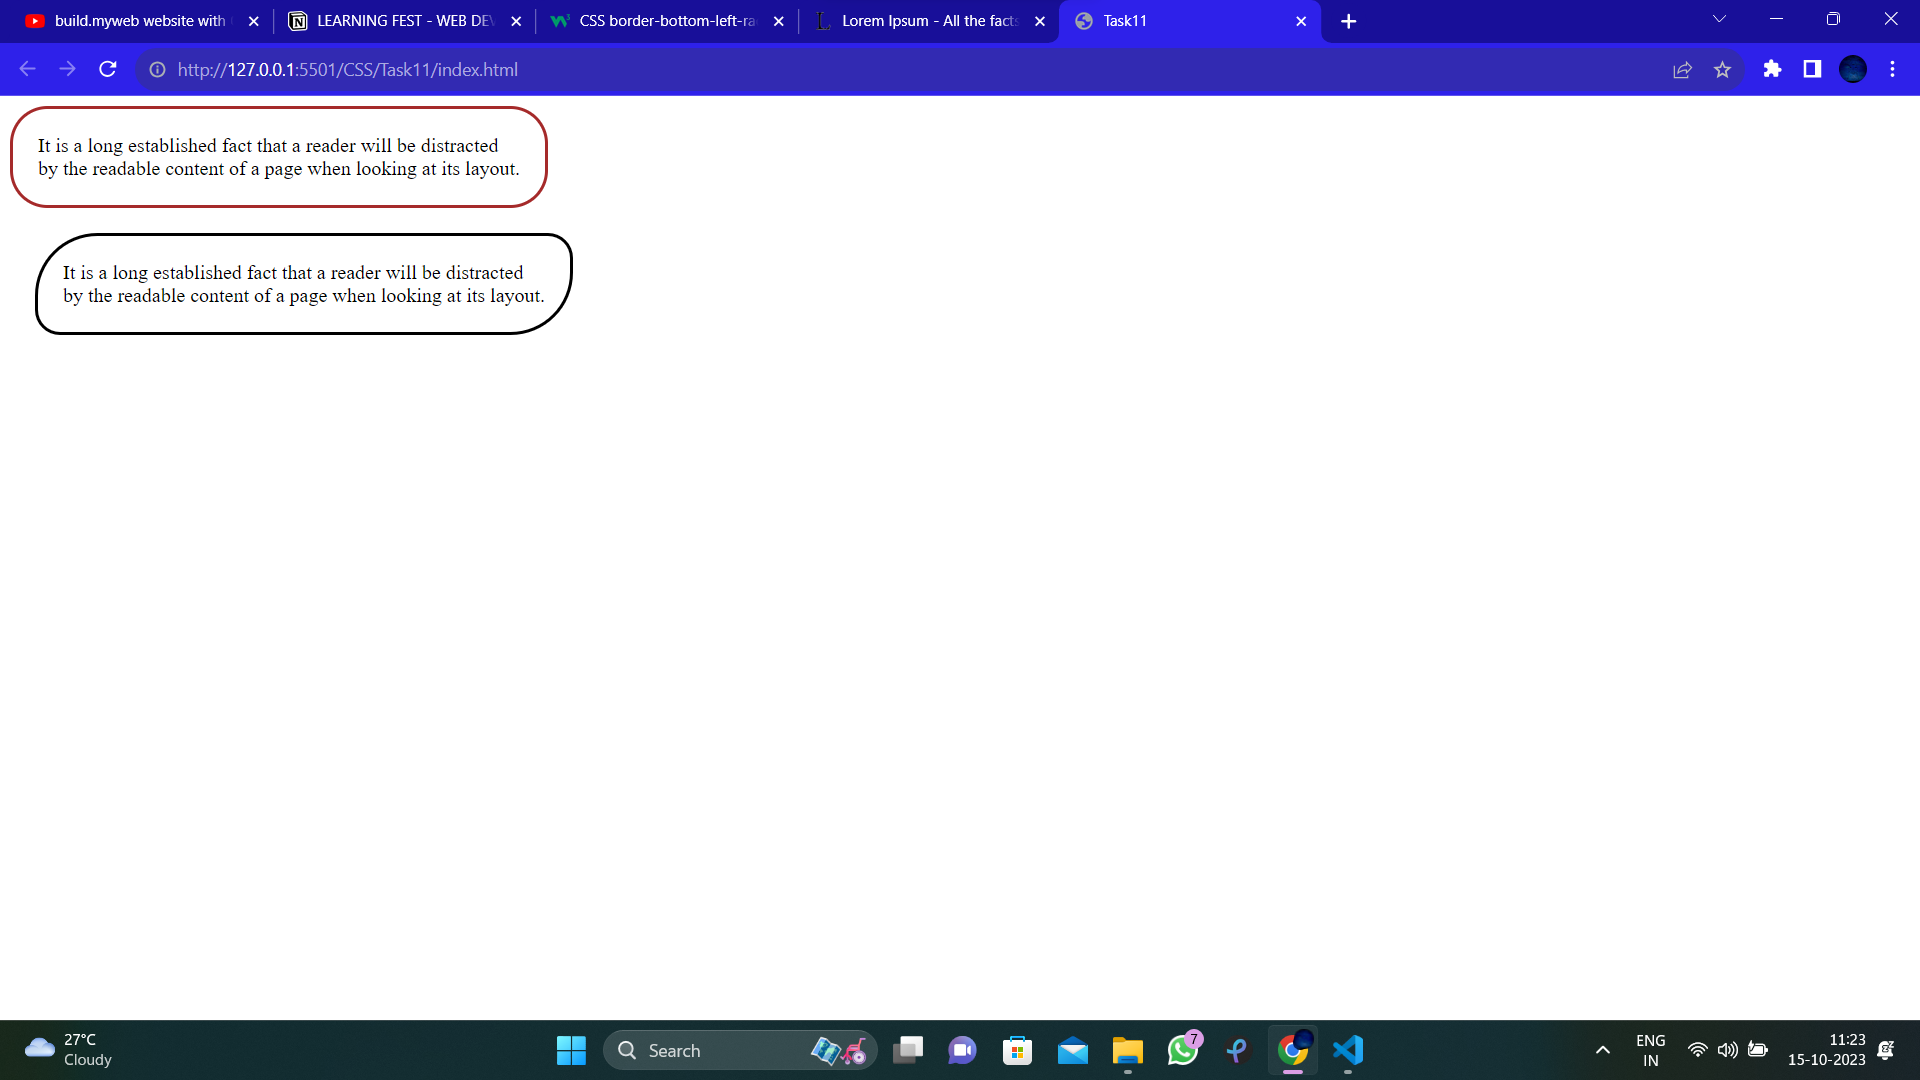 build.myweb website with
LEARNING FEST - WEB DEV
CSS border-bottom-left-ra
Lorem Ipsum - All the facts
Task11
http://127.0.0.1:5501/CSS/Task11/index.html
It is a long established fact that a reader will be distracted
by the readable content of a page when looking at its layout.
It is a long established fact that a reader will be distracted
by the readable content of a page when looking at its layout.
27°C
Cloudy
Search
7
ENG
IN
11:23
15-10-2023